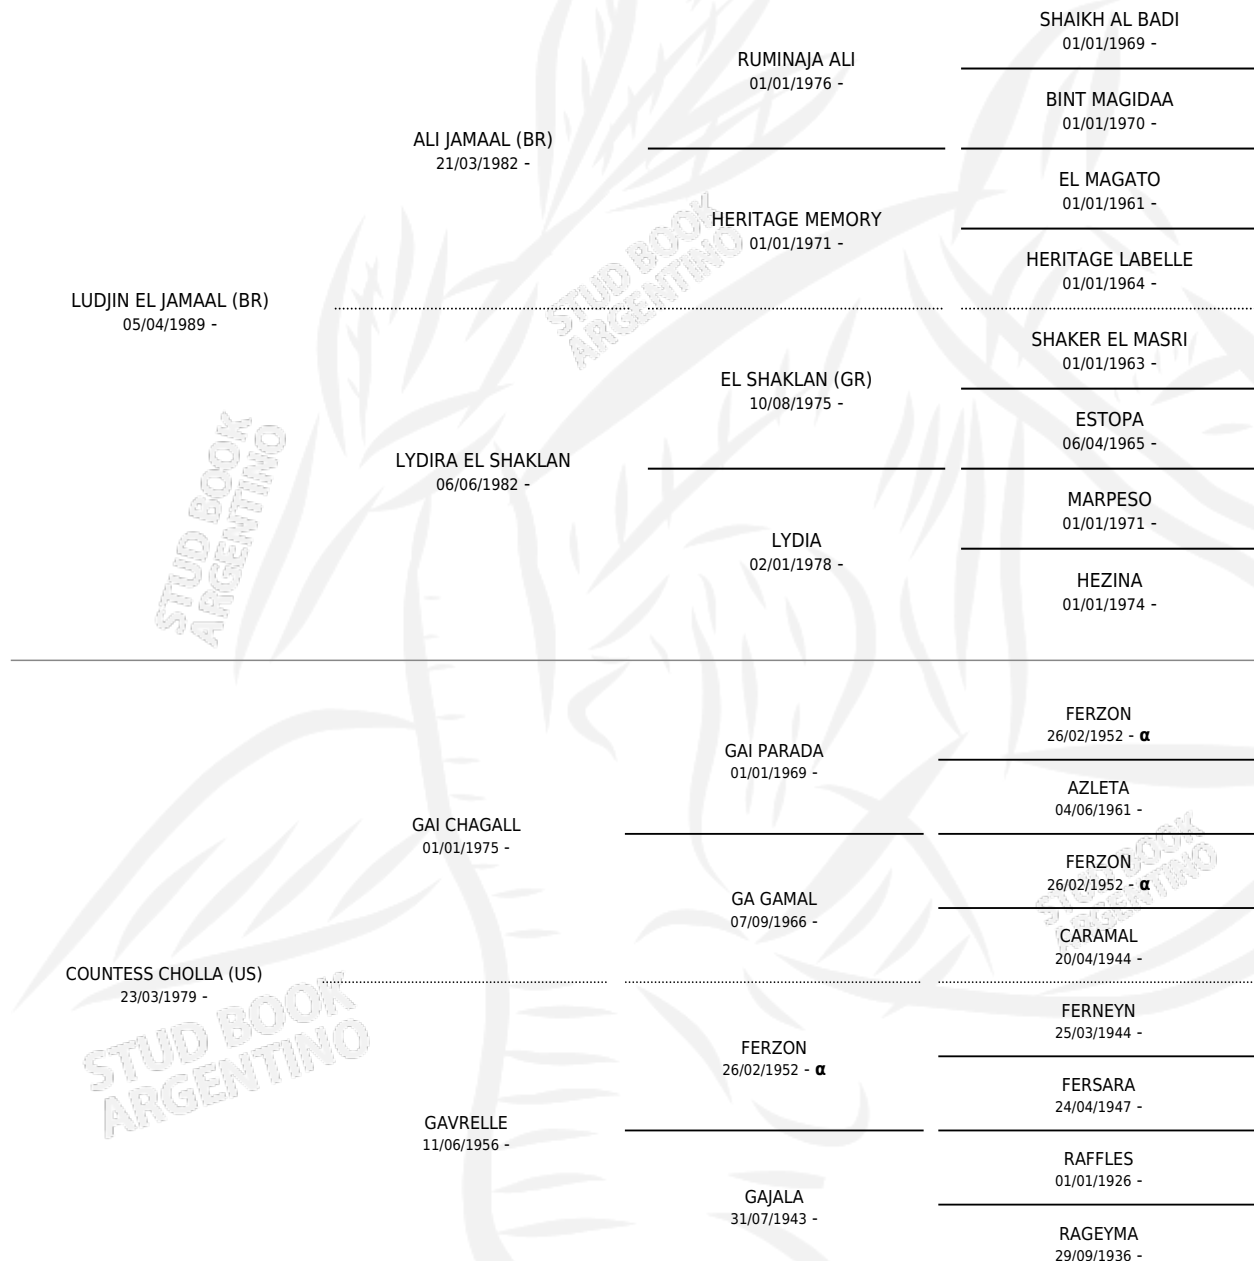 SHAIKH AL BADI
01/01/1969 -
RUMINAJA ALI
01/01/1976 -
BINT MAGIDAA
01/01/1970 -
ALI JAMAAL (BR)
21/03/1982 -
EL MAGATO
01/01/1961 -
HERITAGE MEMORY
01/01/1971 -
HERITAGE LABELLE
01/01/1964 -
LUDJIN EL JAMAAL (BR)
05/04/1989 -
SHAKER EL MASRI
01/01/1963 -
EL SHAKLAN (GR)
10/08/1975 -
ESTOPA
06/04/1965 -
LYDIRA EL SHAKLAN
06/06/1982 -
MARPESO
01/01/1971 -
LYDIA
02/01/1978 -
HEZINA
01/01/1974 -
FERZON
26/02/1952 - α
GAI PARADA
01/01/1969 -
AZLETA
04/06/1961 -
GAI CHAGALL
01/01/1975 -
FERZON
26/02/1952 - α
GA GAMAL
07/09/1966 -
CARAMAL
20/04/1944 -
COUNTESS CHOLLA (US)
23/03/1979 -
FERNEYN
25/03/1944 -
FERZON
26/02/1952 - α
FERSARA
24/04/1947 -
GAVRELLE
11/06/1956 -
RAFFLES
01/01/1926 -
GAJALA
31/07/1943 -
RAGEYMA
29/09/1936 -
STUD BOOK
ARGENTINO
STUD BOOK
ARGENTINO
STUD BOOK
ARGENTINO
STUD BOOK
ARGENTINO